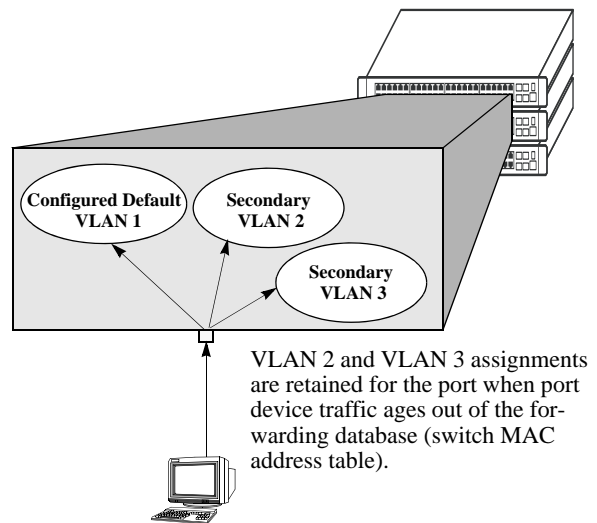 Configured Default
VLAN 1
Secondary
VLAN 2
Secondary
VLAN 3
VLAN 2 and VLAN 3 assignments
are retained for the port when port
device traffic ages out of the for-
warding database (switch MAC
address table).